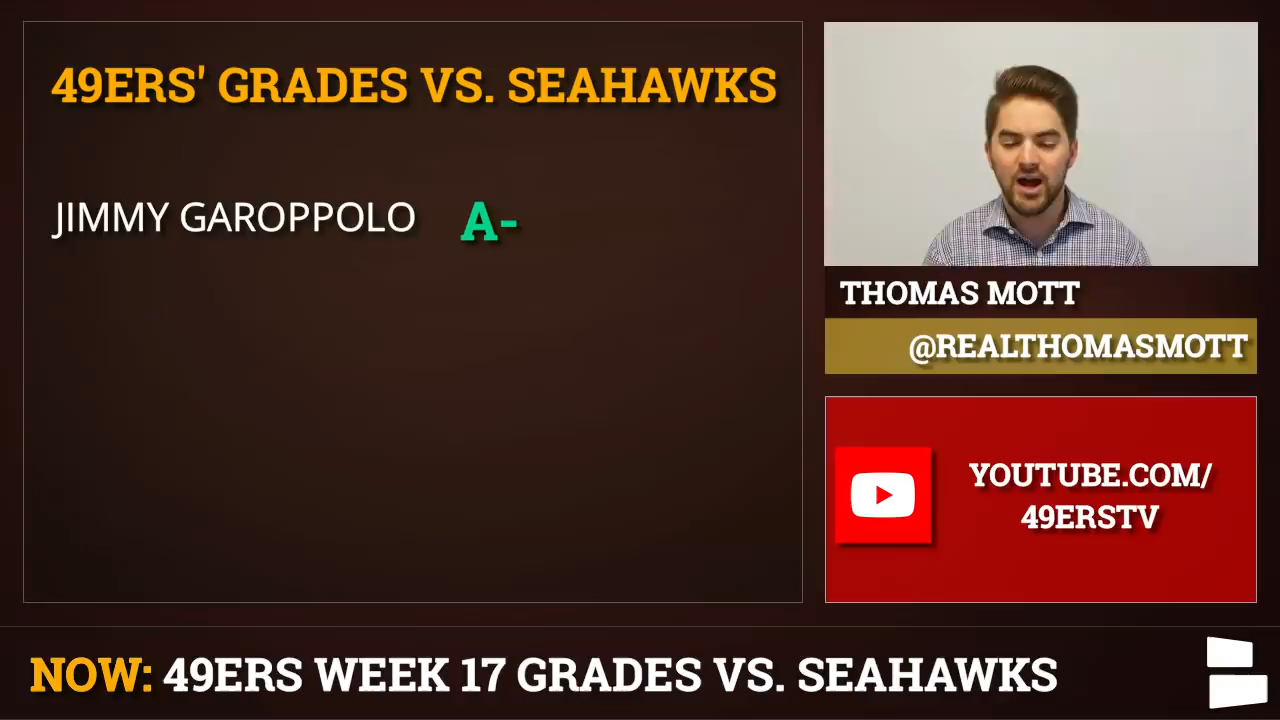 49ERS' GRADES VS. SEAHAWKS
JIMMY GAROPPOLO A-
THOMAS MOTT
@REALTHOMASMOTT
YOUTUBE.COM/
49ERSTV
NOW: 49ERS WEEK 17 GRADES VS. SEAHAWKS